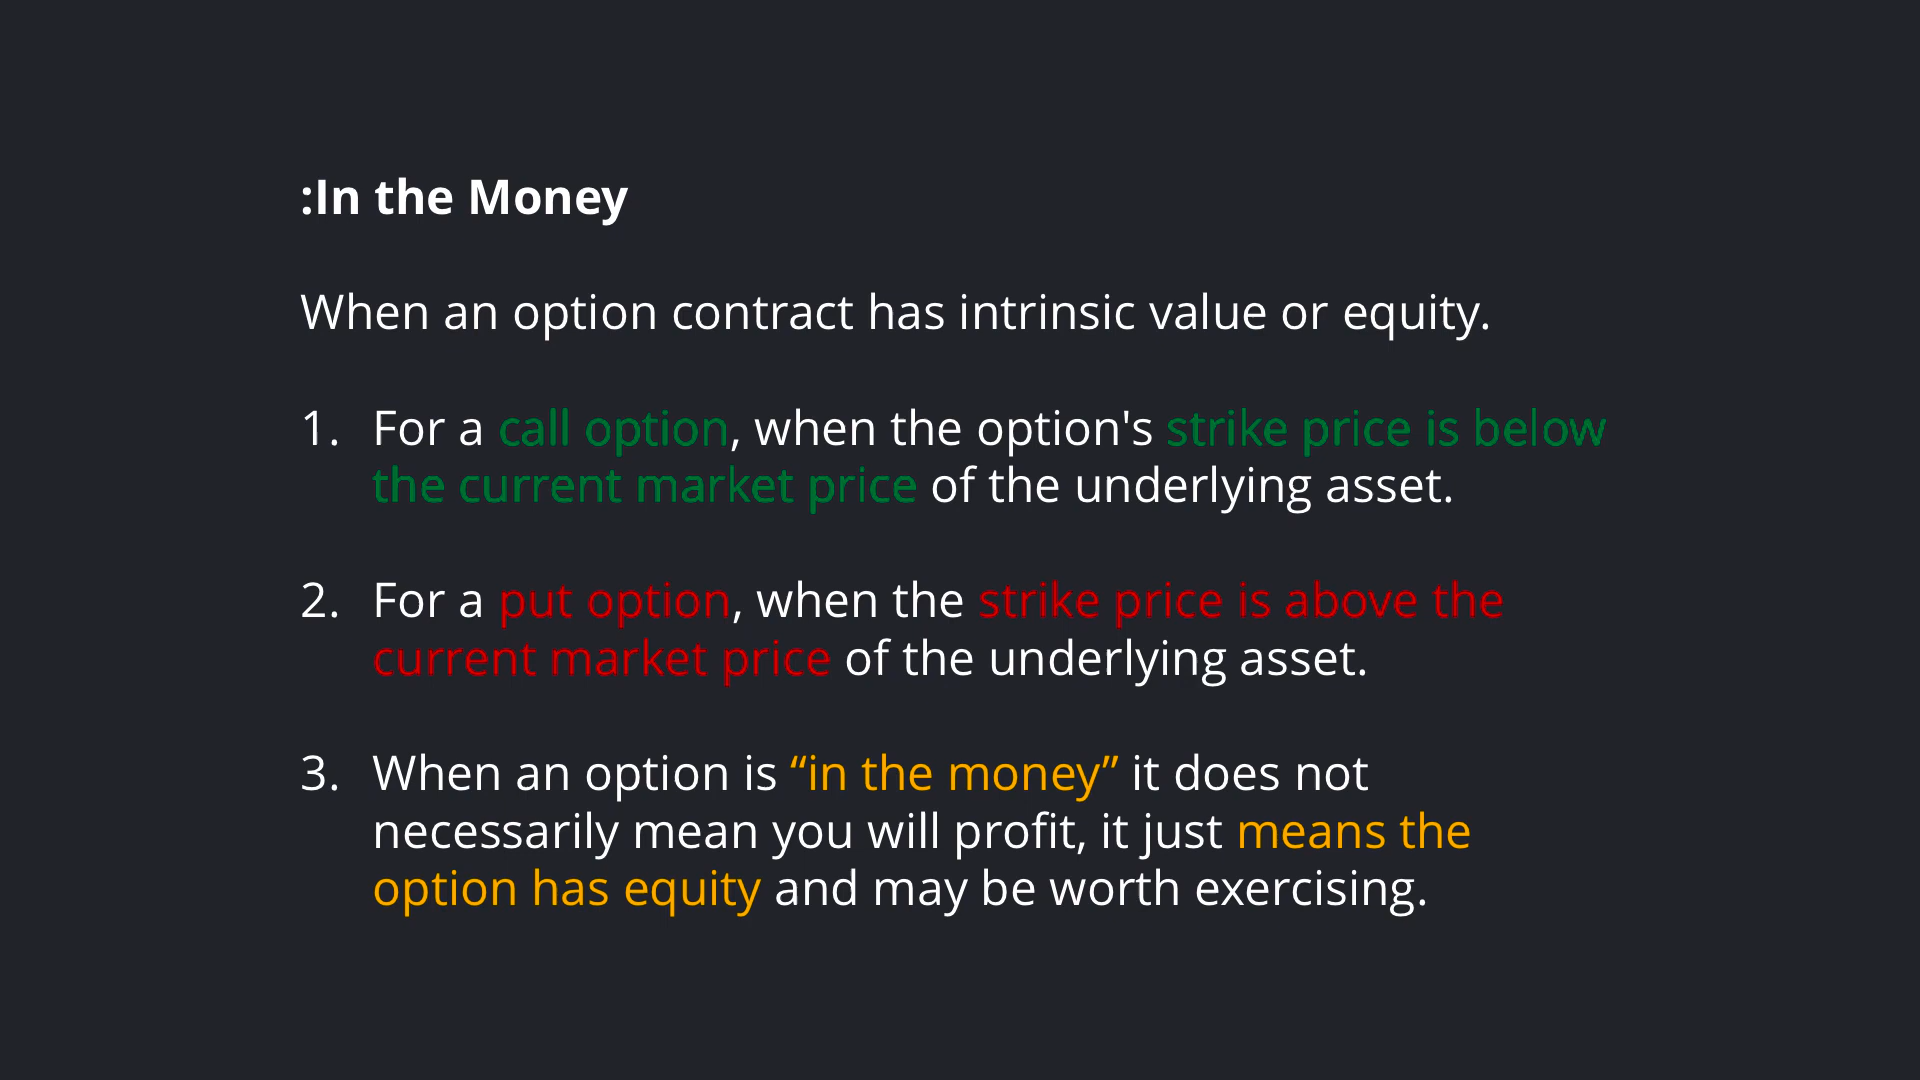 :In the Money
When an option contract has intrinsic value or equity.
1. For a call option, when the option's strike price is below
the current market price of the underlying asset.
2. For a put option, when the strike price is above the
current market price of the underlying asset.
3. When an option is “in the money” it does not
necessarily mean you will profit, it just means the
option has equity and may be worth exercising.